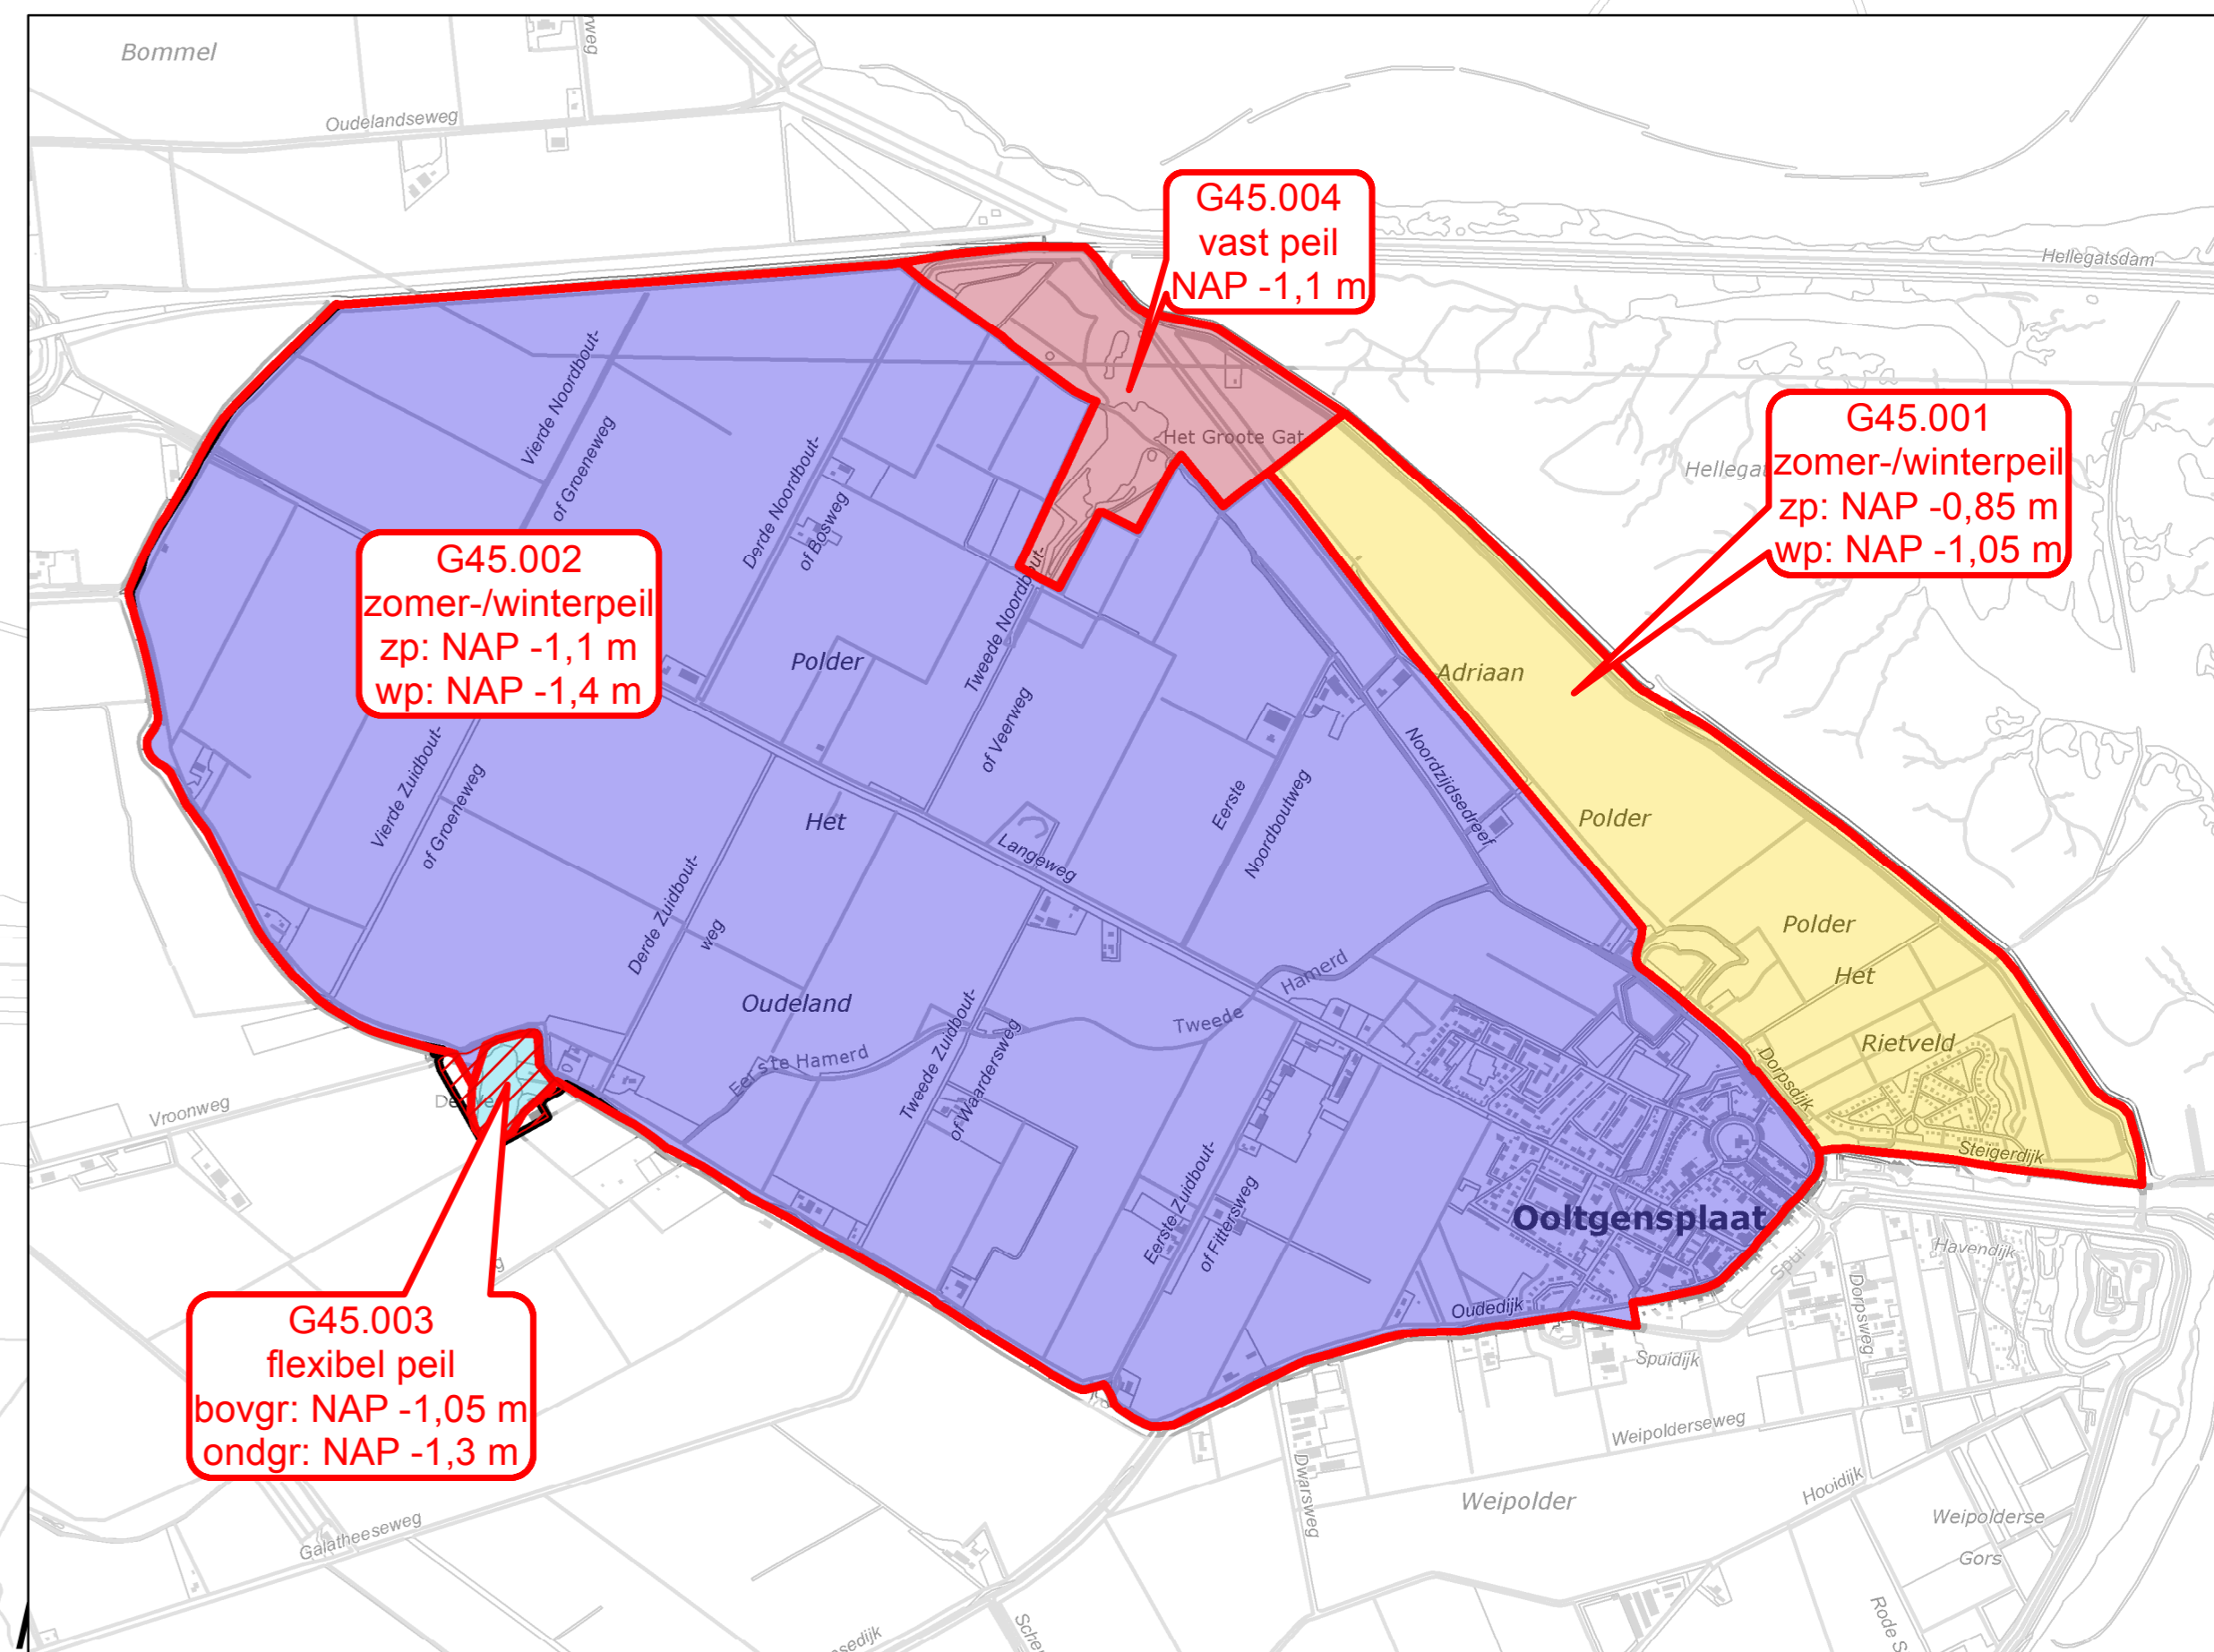 Bommel
Oudelandseweg
G45.004
vast peil
NAP -1,1 m
Hellegatsdam
G45.001
zomer-/winterpeil
zp: NAP -0,85 m
wp: NAP -1,05 m
Het Groote Gat
Vierde Noordbout-
of Groeneweg
Derde Noordbout-
of Bosweg
G45.002
zomer-/winterpeil
zp: NAP -1,1 m
wp: NAP -1,4 m
Tweede Noordbout-
of Veerweg
Polder
Adriaan
Polder
Noordzijdsedreef
Eerste
Noordboutweg
Vierde Zuidbout-
of Groeneweg
Het
Langeweg
Derde Zuidbout-
weg
Oudeland
Polder
Het
Rietveld
Hamerd
Tweede
Eerste Hamerd
Tweede Zuidbout-
of Waardersweg
Dorpsdijk
Steigerdijk
Vroonweg
Eerste Zuidbout-
of Fittersweg
Ooltgensplaat
Oudedijk
Spui
Havendijk
Dorpsweg
Spuidijk
G45.003
flexibel peil
bovgr: NAP -1,05 m
ondgr: NAP -1,3 m
Weipolderseweg
Dwarsweg
Weipolder
Hooidijk
Weipolderse
Gors
Galatheeseweg
Rode S
Sche
sedijk